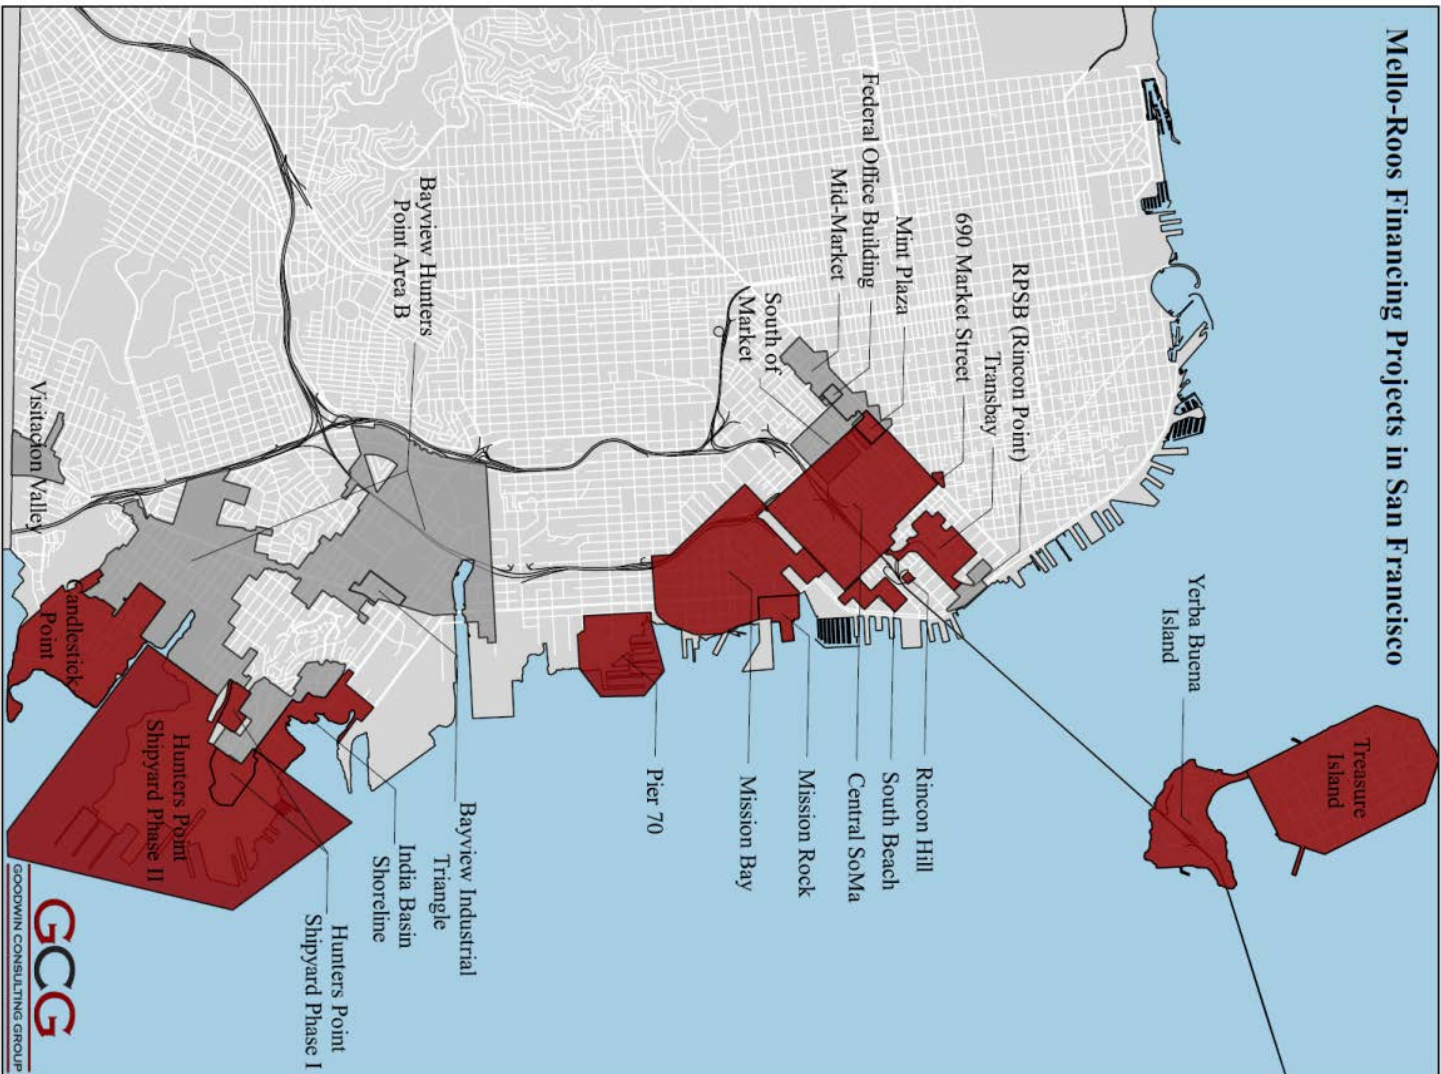 Mello-Roos Financing Projects in San Francisco
Treasure
Island
Yerba Buena
Island
RPSB (Rincon Point)
Transbay
690 Market Street
Mint Plaza
Federal Office Building
Mid-Market
South of
Market
Rincon Hill
South Beach
Central SoMa
Mission Rock
Mission Bay
Pier 70
Bayview Hunters
Point Area B
Bayview Industrial
Triangle
India Basin
Shoreline
Hunters Point
Shipyard Phase I
Hunters Point
Shipyard Phase II
Candlestick
Point
Visitacion Valley
GCG
GOODWIN CONSULTING GROUP